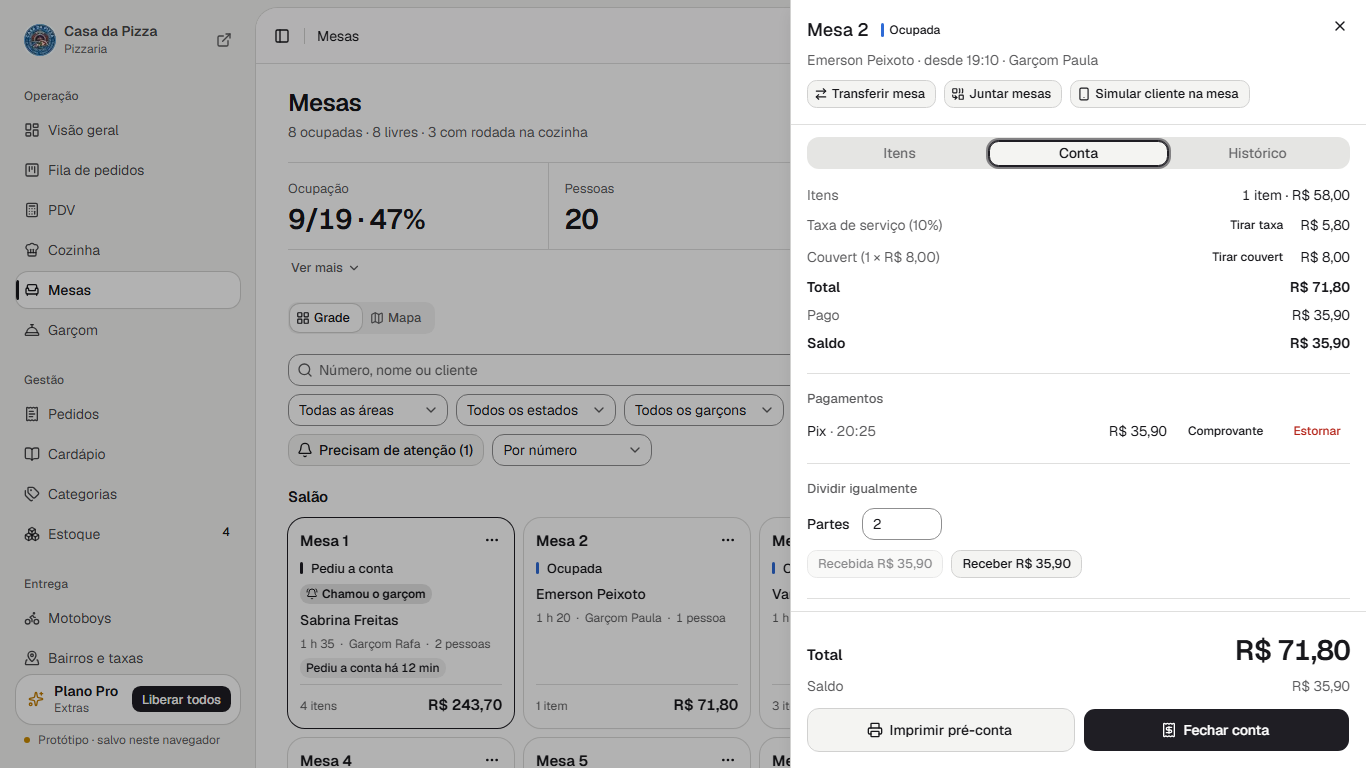 Casa da Pizza
Pizzaria
Operação
Visão geral
Fila de pedidos
PDV
Cozinha
Mesas
Garçom
Gestão
Pedidos
Cardápio
Categorias
Estoque 4
Entrega
Motoboys
Bairros e taxas
Plano Pro
Extras
Liberar todos
Protótipo · salvo neste navegador
Mesas
Mesas
8 ocupadas · 8 livres · 3 com rodada na cozinha
Ocupação
9/19 · 47%
Pessoas
20
Ver mais
Grade Mapa
Número, nome ou cliente
Todas as áreas Todos os estados Todos os garçons
Precisam de atenção (1) Por número
Salão
Mesa 1
Pediu a conta
Chamou o garçom
Sabrina Freitas
1 h 35 · Garçom Rafa · 2 pessoas
Pediu a conta há 12 min
4 itens R$ 243,70
Mesa 2
Ocupada
Emerson Peixoto
1 h 20 · Garçom Paula · 1 pessoa
1 item R$ 71,80
Mesa 4
Mesa 5
Mesa 2 Ocupada
Emerson Peixoto · desde 19:10 · Garçom Paula
Transferir mesa Juntar mesas Simular cliente na mesa
Itens Conta Histórico
Itens 1 item · R$ 58,00
Taxa de serviço (10%) Tirar taxa R$ 5,80
Couvert (1 × R$ 8,00) Tirar couvert R$ 8,00
Total R$ 71,80
Pago R$ 35,90
Saldo R$ 35,90
Pagamentos
Pix · 20:25 R$ 35,90 Comprovante Estornar
Dividir igualmente
Partes 2
Recebida R$ 35,90 Receber R$ 35,90
Total R$ 71,80
Saldo R$ 35,90
Imprimir pré-conta Fechar conta